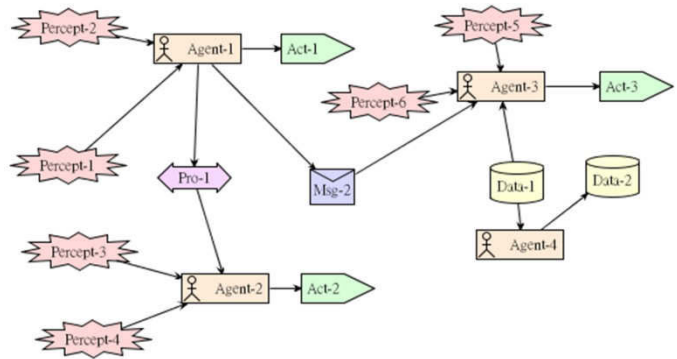 Percept-2
Agent-1
Act-1
Percept-5
Percept-6
Agent-3
Act-3
Percept-1
Pro-1
Msg-2
Data-1
Data-2
Agent-4
Percept-3
Agent-2
Act-2
Percept-4